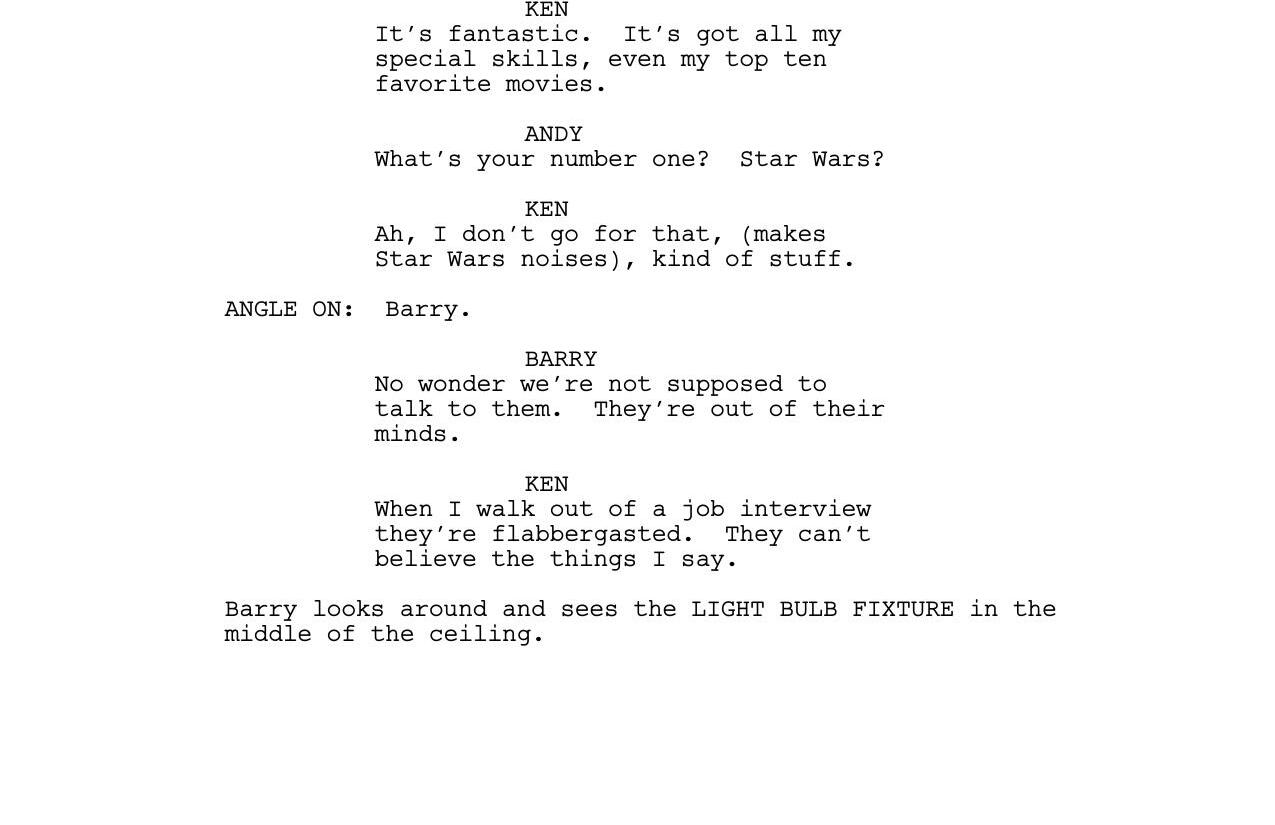 KEN
It's fantastic.  It's got all my
special skills, even my top ten
favorite movies.
ANDY
What's your number one?  Star Wars?
KEN
Ah, I don't go for that, (makes
Star Wars noises), kind of stuff.
ANGLE ON:  Barry.
BARRY
No wonder we're not supposed to
talk to them.  They're out of their
minds.
KEN
When I walk out of a job interview
they're flabbergasted.  They can't
believe the things I say.
Barry looks around and sees the LIGHT BULB FIXTURE in the
middle of the ceiling.